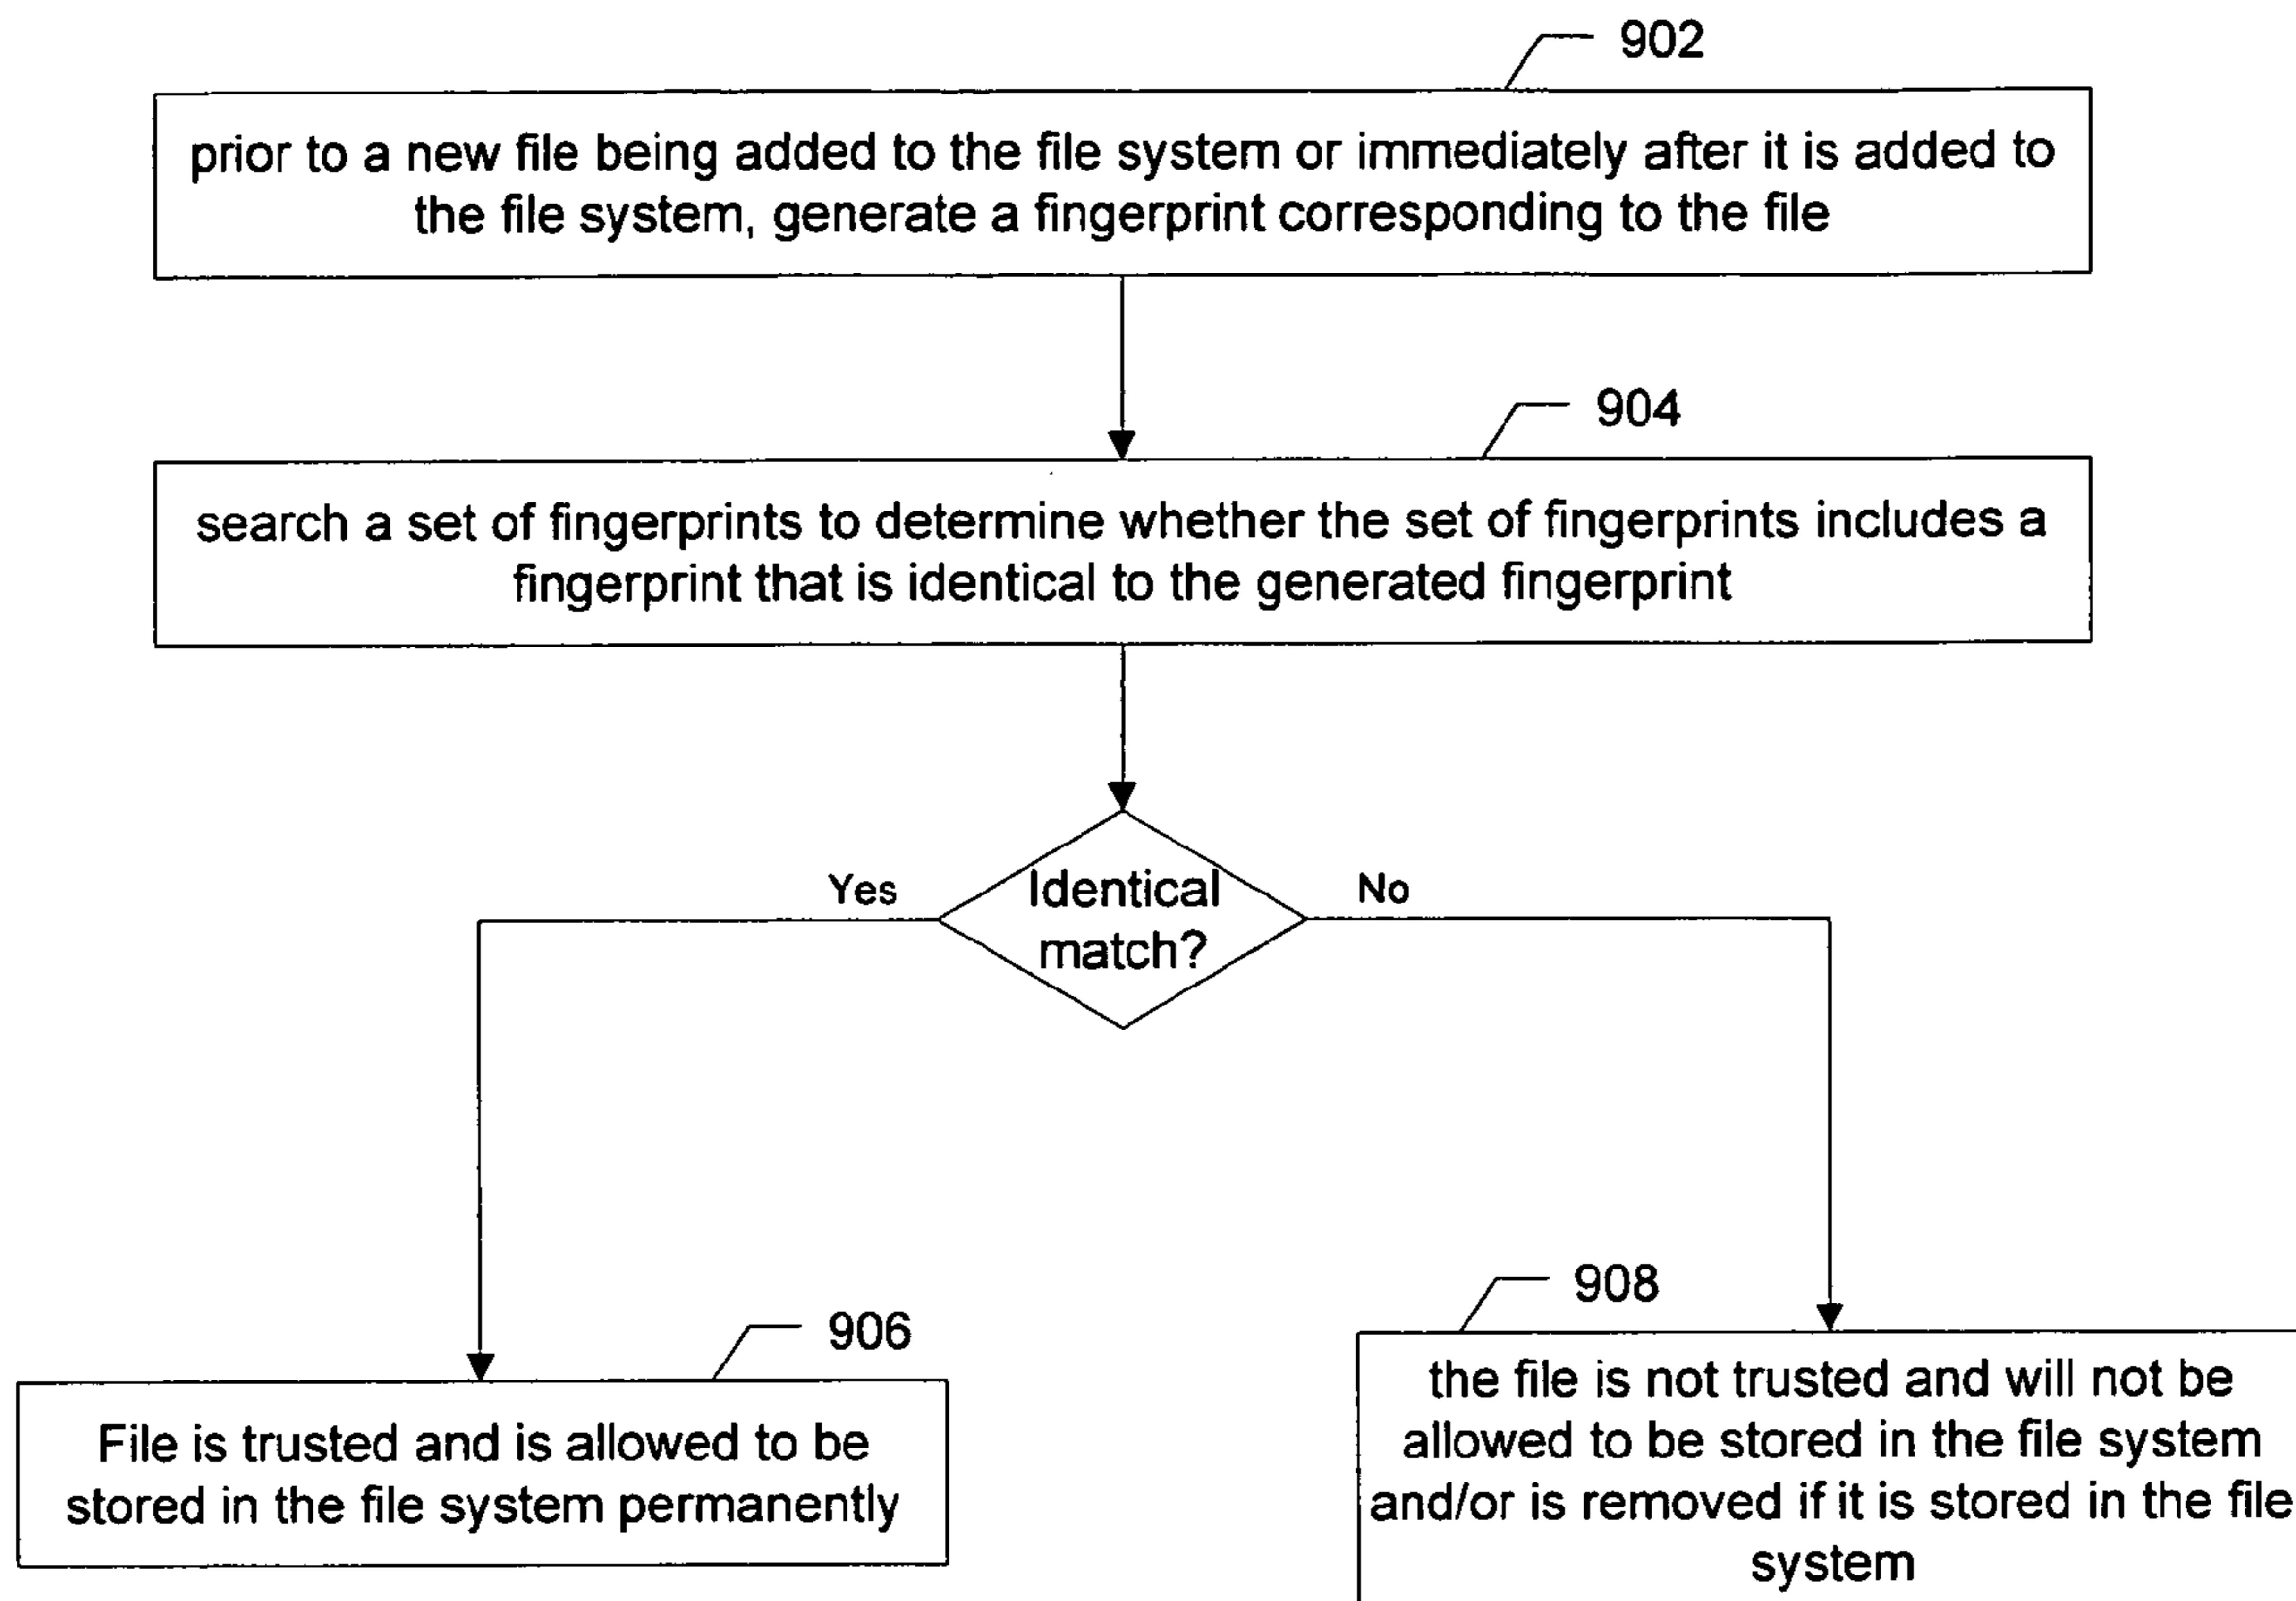 902
prior to a new file being added to the file system or immediately after it is added to
the file system, generate a fingerprint corresponding to the file
904
search a set of fingerprints to determine whether the set of fingerprints includes a
fingerprint that is identical to the generated fingerprint
Yes
Identical
match?
No
906
File is trusted and is allowed to be
stored in the file system permanently
908
the file is not trusted and will not be
allowed to be stored in the file system
and/or is removed if it is stored in the file
system